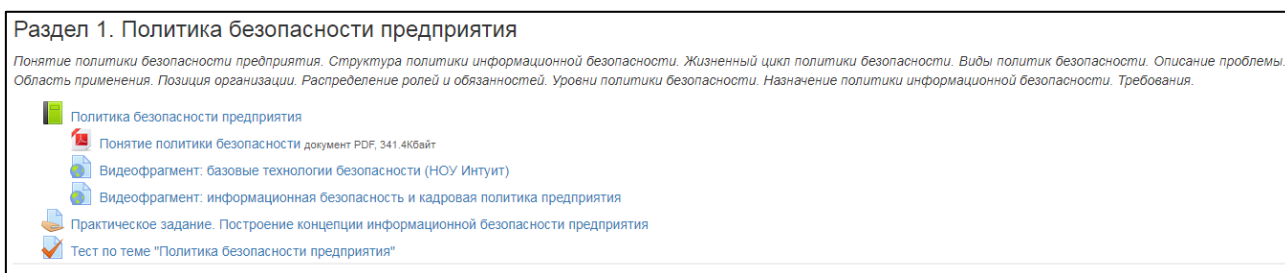 Раздел 1. Политика безопасности предприятия
Понятие политики безопасности предприятия. Структура политики информационной безопасности. Жизненный цикл политики безопасности. Виды политик безопасности. Описание проблемы.
Область применения. Позиция организации. Распределение ролей и обязанностей. Уровни политики безопасности. Назначение политики информационной безопасности. Требования.
Политика безопасности предприятия
Понятие политики безопасности документ PDF, 341.4Кбайт
Видеофрагмент: базовые технологии безопасности (НОУ Интуит)
Видеофрагмент: информационная безопасность и кадровая политика предприятия
Практическое задание. Построение концепции информационной безопасности предприятия
Тест по теме "Политика безопасности предприятия"